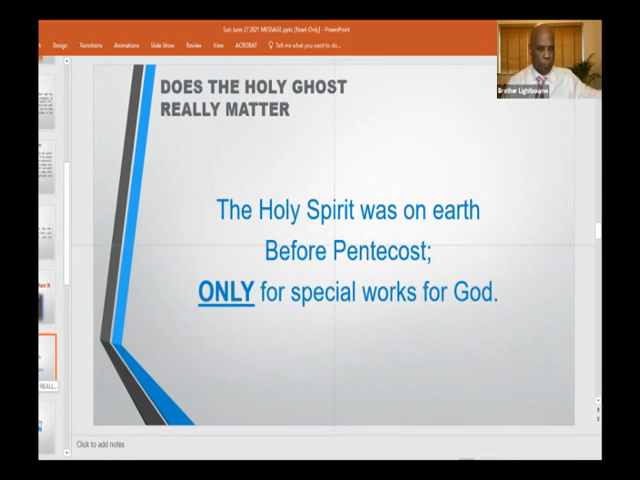 Sun June 27 2021 MESSAGE.ppts [Read-Only] - PowerPoint
Design Transitions Animations Slide Show Review View ACROBAT Tell me what you want to do...
Brother Lightbourne
DOES THE HOLY GHOST
REALLY MATTER
The Holy Spirit was on earth
Before Pentecost;
ONLY for special works for God.
Click to add notes